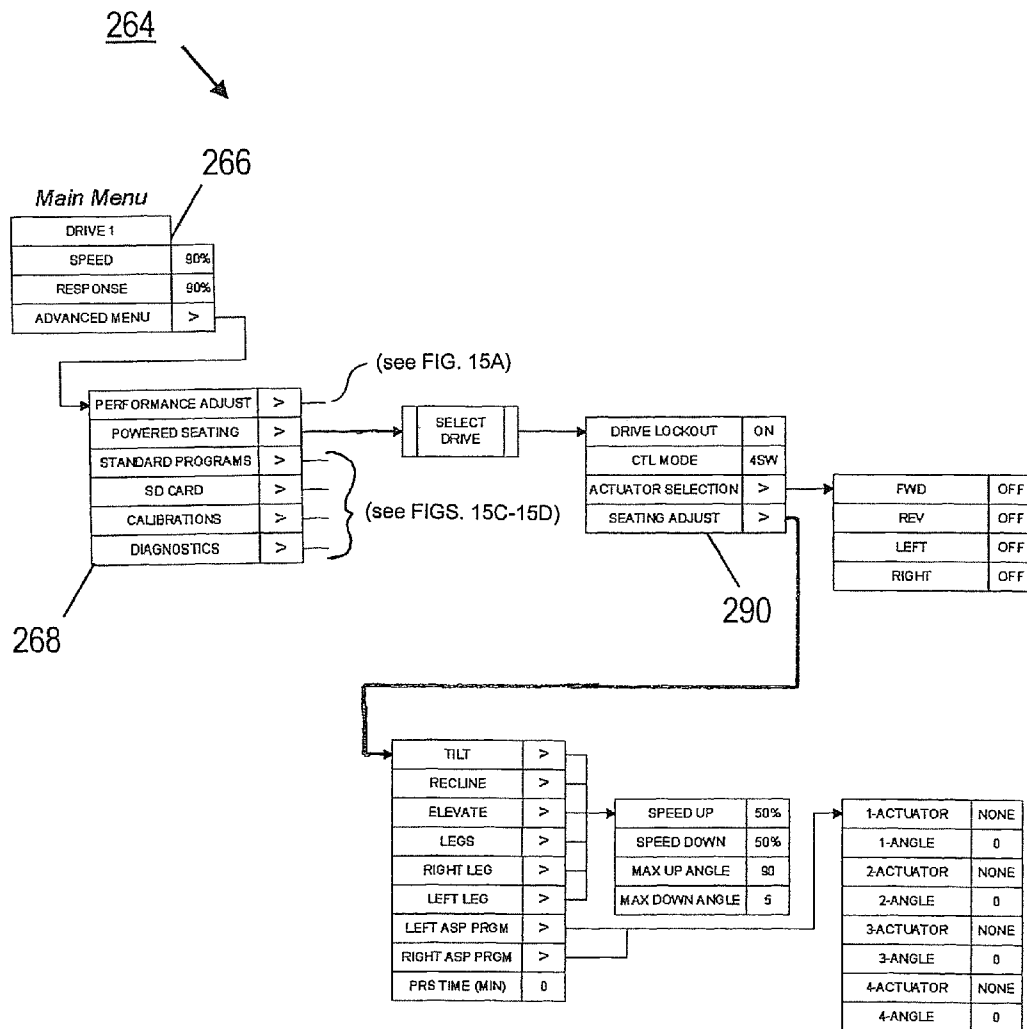 264
266
Main Menu
DRIVE 1
SPEED 90%
RESPONSE 90%
ADVANCED MENU >
(see FIG. 15A)
PERFORMANCE ADJUST >
POWERED SEATING >
STANDARD PROGRAMS >
SD CARD >
CALIBRATIONS >
DIAGNOSTICS >
(see FIGS. 15C-15D)
268
SELECT
DRIVE
DRIVE LOCKOUT ON
CTL MODE 4SW
ACTUATOR SELECTION >
SEATING ADJUST >
290
FWD OFF
REV OFF
LEFT OFF
RIGHT OFF
TILT >
RECLINE >
ELEVATE >
LEGS >
RIGHT LEG >
LEFT LEG >
LEFT ASP PRGM >
RIGHT ASP PRGM >
PRS TIME (MIN) 0
SPEED UP 50%
SPEED DOWN 50%
MAX UP ANGLE 90
MAX DOWN ANGLE 5
1-ACTUATOR NONE
1-ANGLE 0
2-ACTUATOR NONE
2-ANGLE 0
3-ACTUATOR NONE
3-ANGLE 0
4-ACTUATOR NONE
4-ANGLE 0